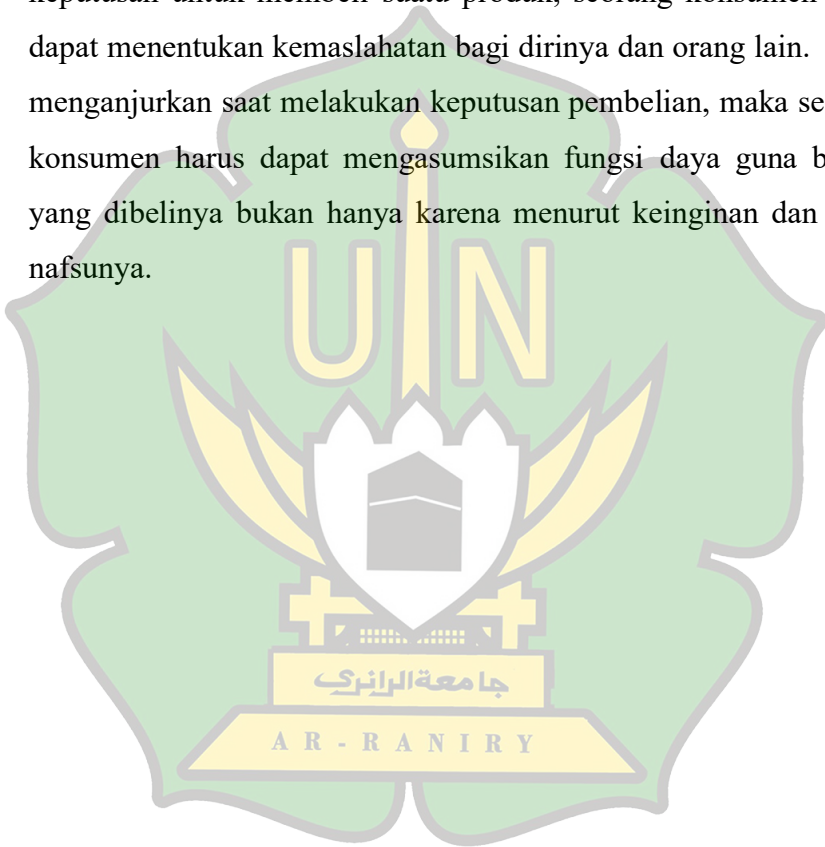 keputusan untuk membeli suatu produk, seorang konsumen
dapat menentukan kemaslahatan bagi dirinya dan orang lain.
menganjurkan saat melakukan keputusan pembelian, maka se
konsumen harus dapat mengasumsikan fungsi daya guna b
yang dibelinya bukan hanya karena menurut keinginan dan
nafsunya.
UIN
جامعةالرانري
AR-RANIRY